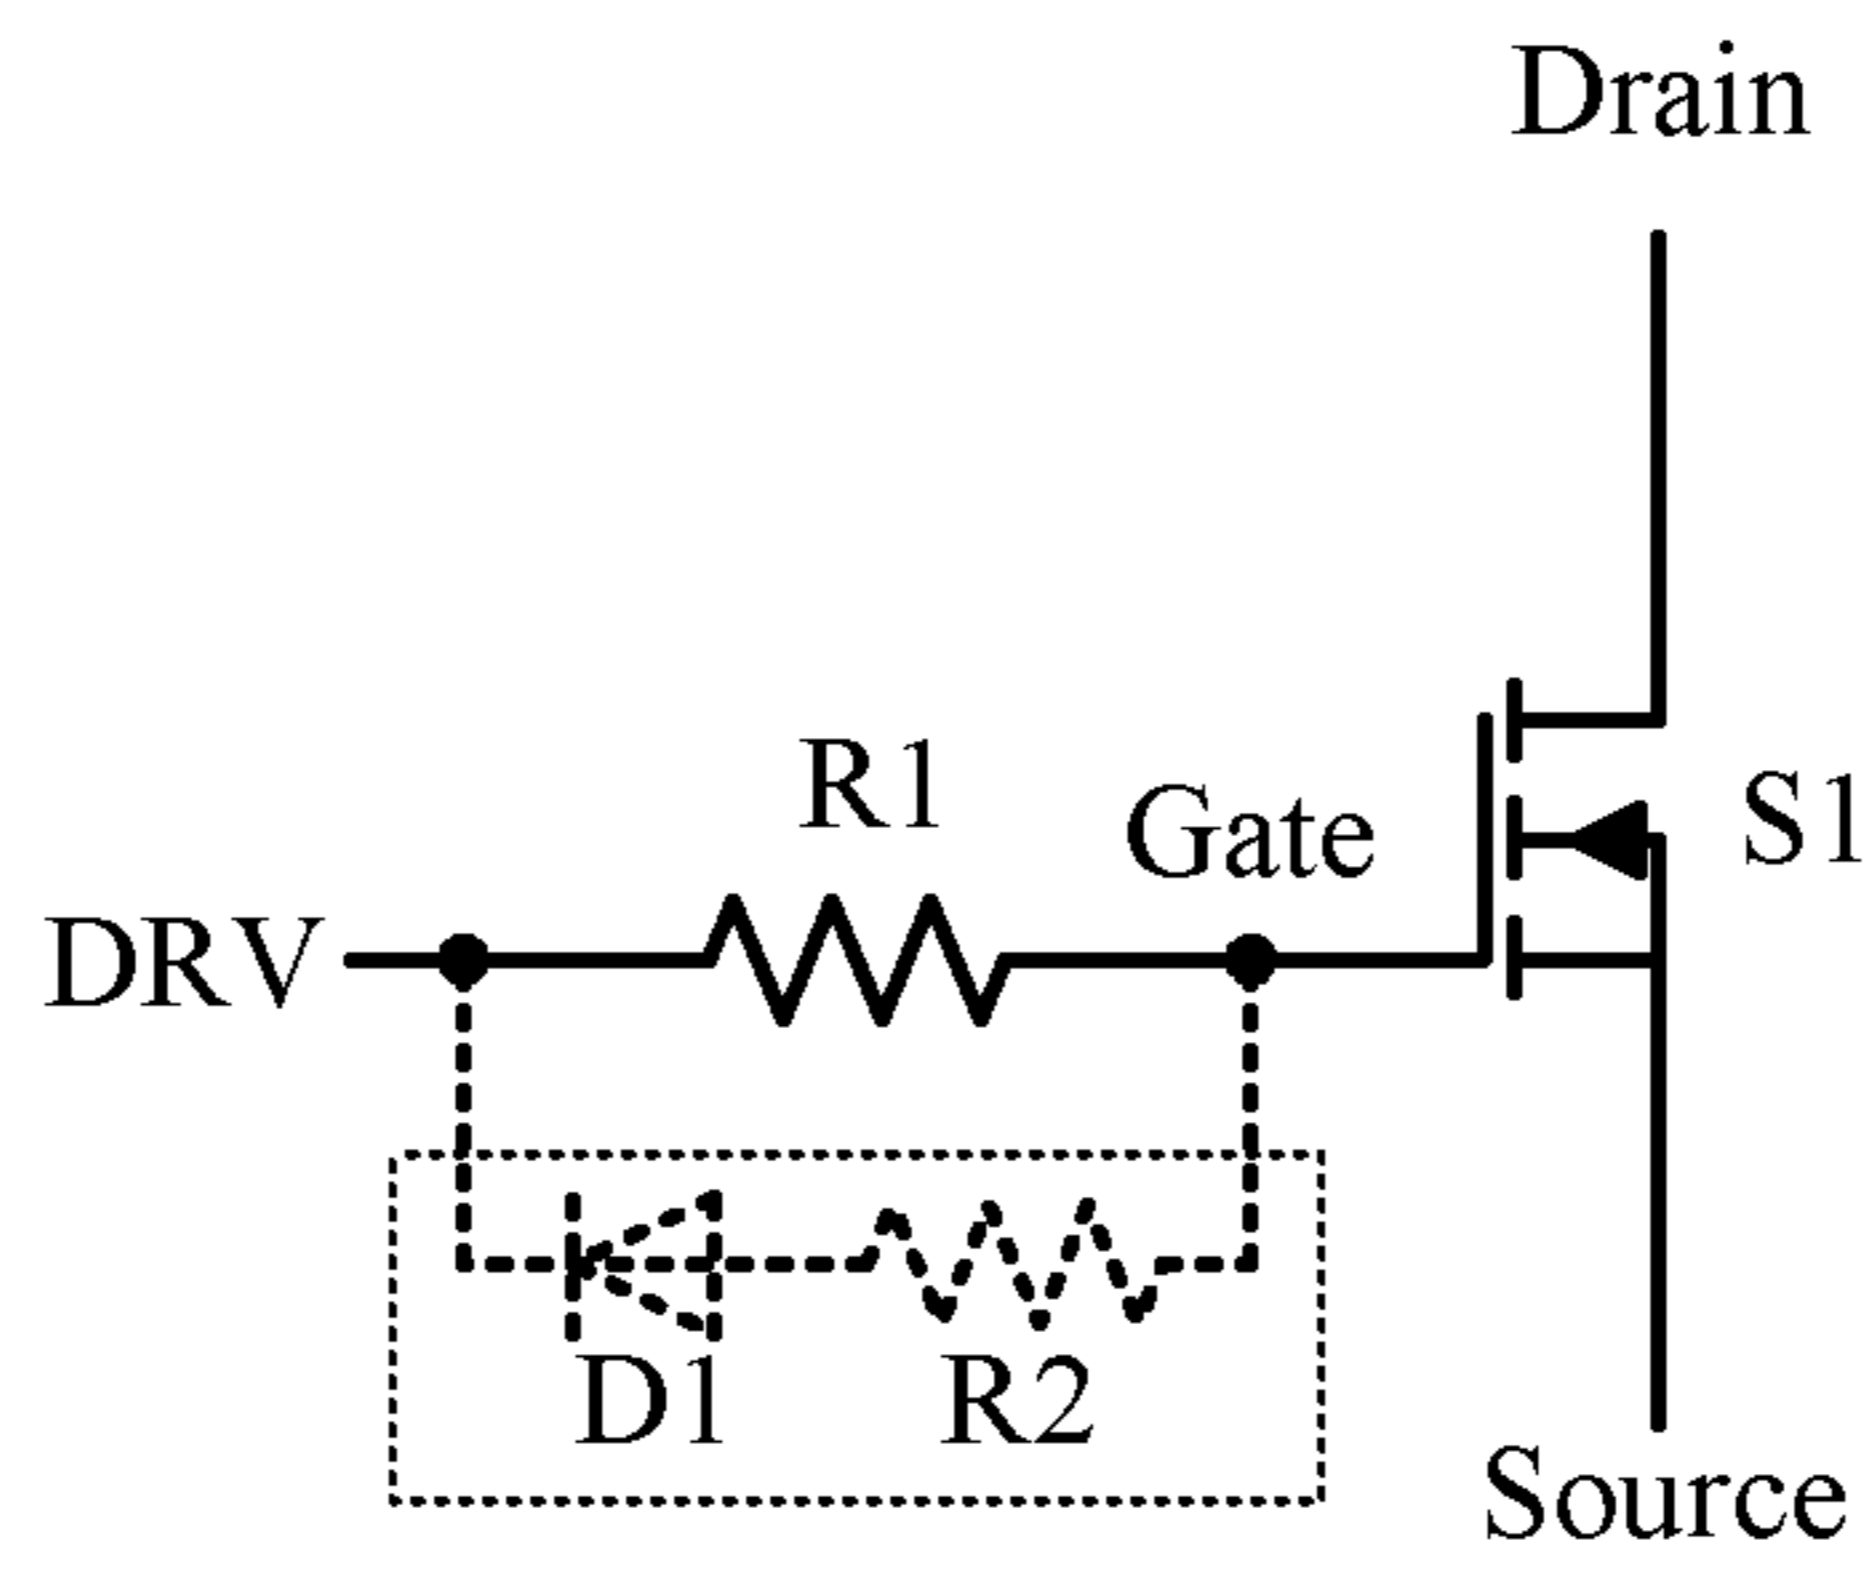 Drain
R1
Gate
S1
DRV
D1
R2
Source